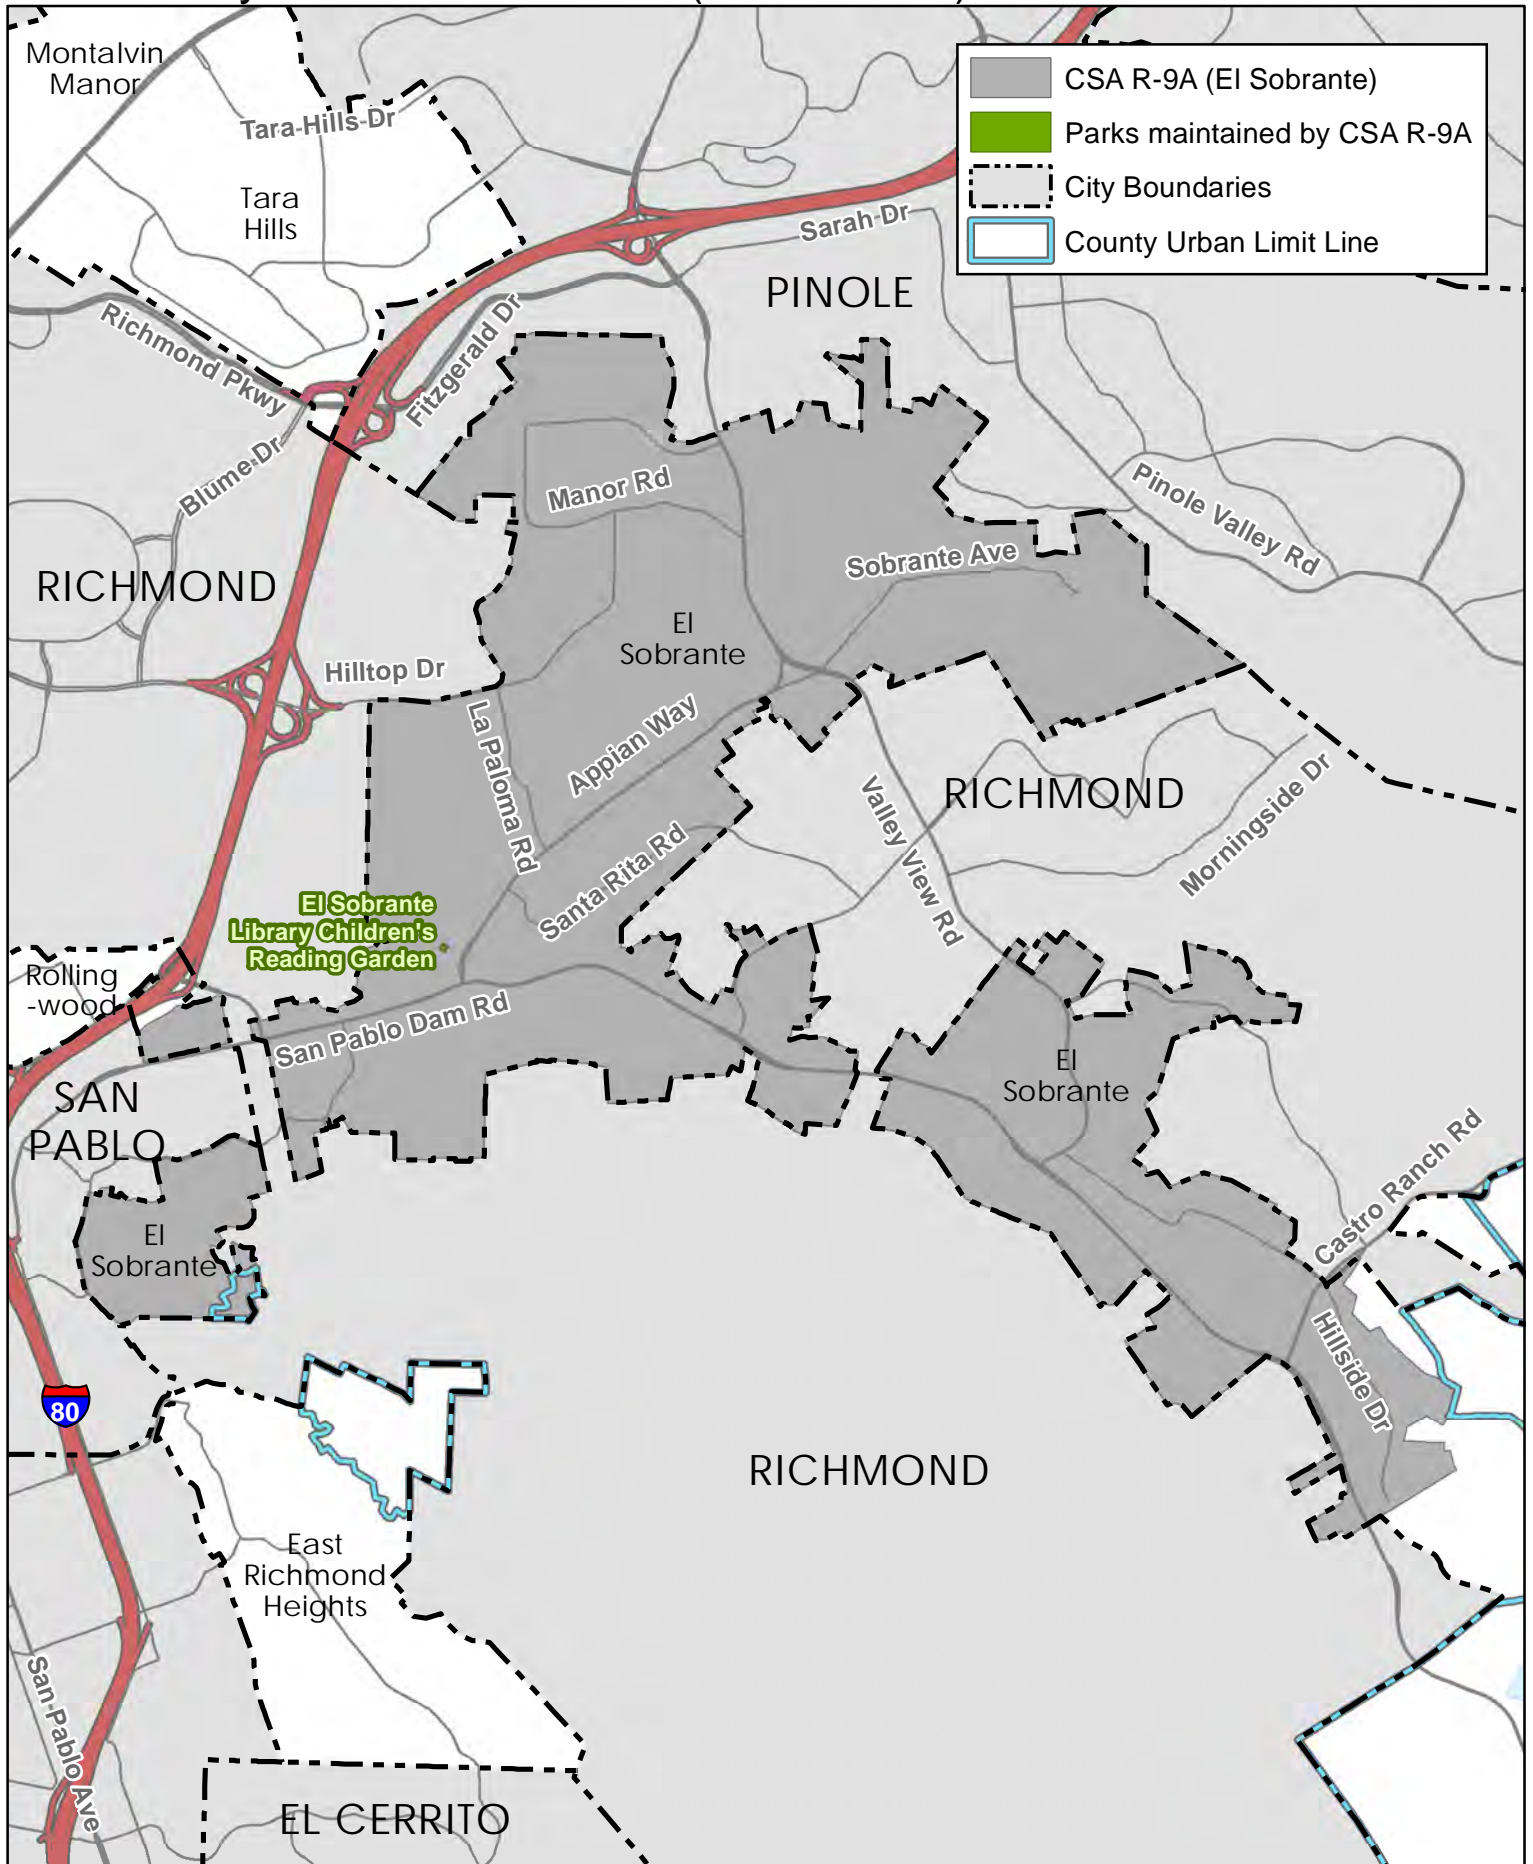 Montalvin
Manor
CSA R-9A (El Sobrante)
Parks maintained by CSA R-9A
City Boundaries
County Urban Limit Line
Tara Hills Dr
Tara
Hills
Sarah Dr
PINOLE
Richmond Pkwy
Fitzgerald Dr
Blume Dr
Manor Rd
Pinole Valley Rd
Sobrante Ave
RICHMOND
El
Sobrante
Hilltop Dr
La Paloma Rd
Appian Way
Valley View Rd
RICHMOND
Morningside Dr
Santa Rita Rd
El Sobrante
Library Children's
Reading Garden
Rolling
-wood
San Pablo Dam Rd
El
Sobrante
SAN
PABLO
Castro Ranch Rd
El
Sobrante
Hillside Dr
80
RICHMOND
East
Richmond
Heights
San Pablo Ave
EL CERRITO